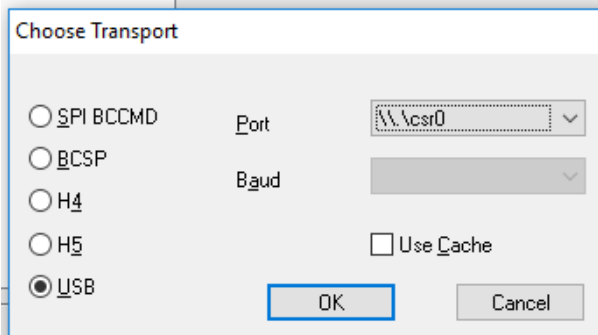 Choose Transport
SPI BCCMD
Port
\\.\csr0
BCSP
Baud
H4
H5
Use Cache
USB
OK
Cancel